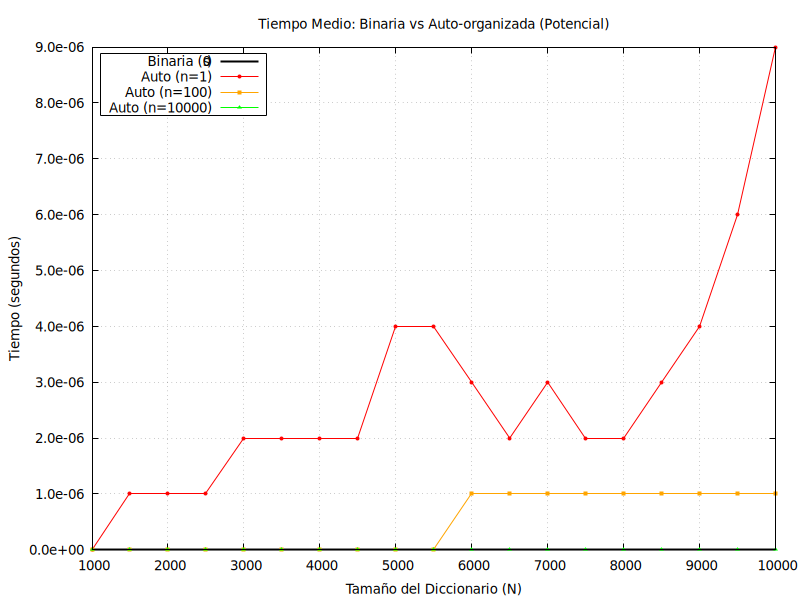 Tiempo Medio: Binaria vs Auto-organizada (Potencial)
9.0e-06
8.0e-06
7.0e-06
6.0e-06
5.0e-06
4.0e-06
3.0e-06
2.0e-06
1.0e-06
0.0e+00
Binaria
Auto (n=1)
Auto (n=100)
Auto (n=10000)
Tiempo (segundos)
1000 2000 3000 4000 5000 6000 7000 8000 9000 10000
Tamaño del Diccionario (N)